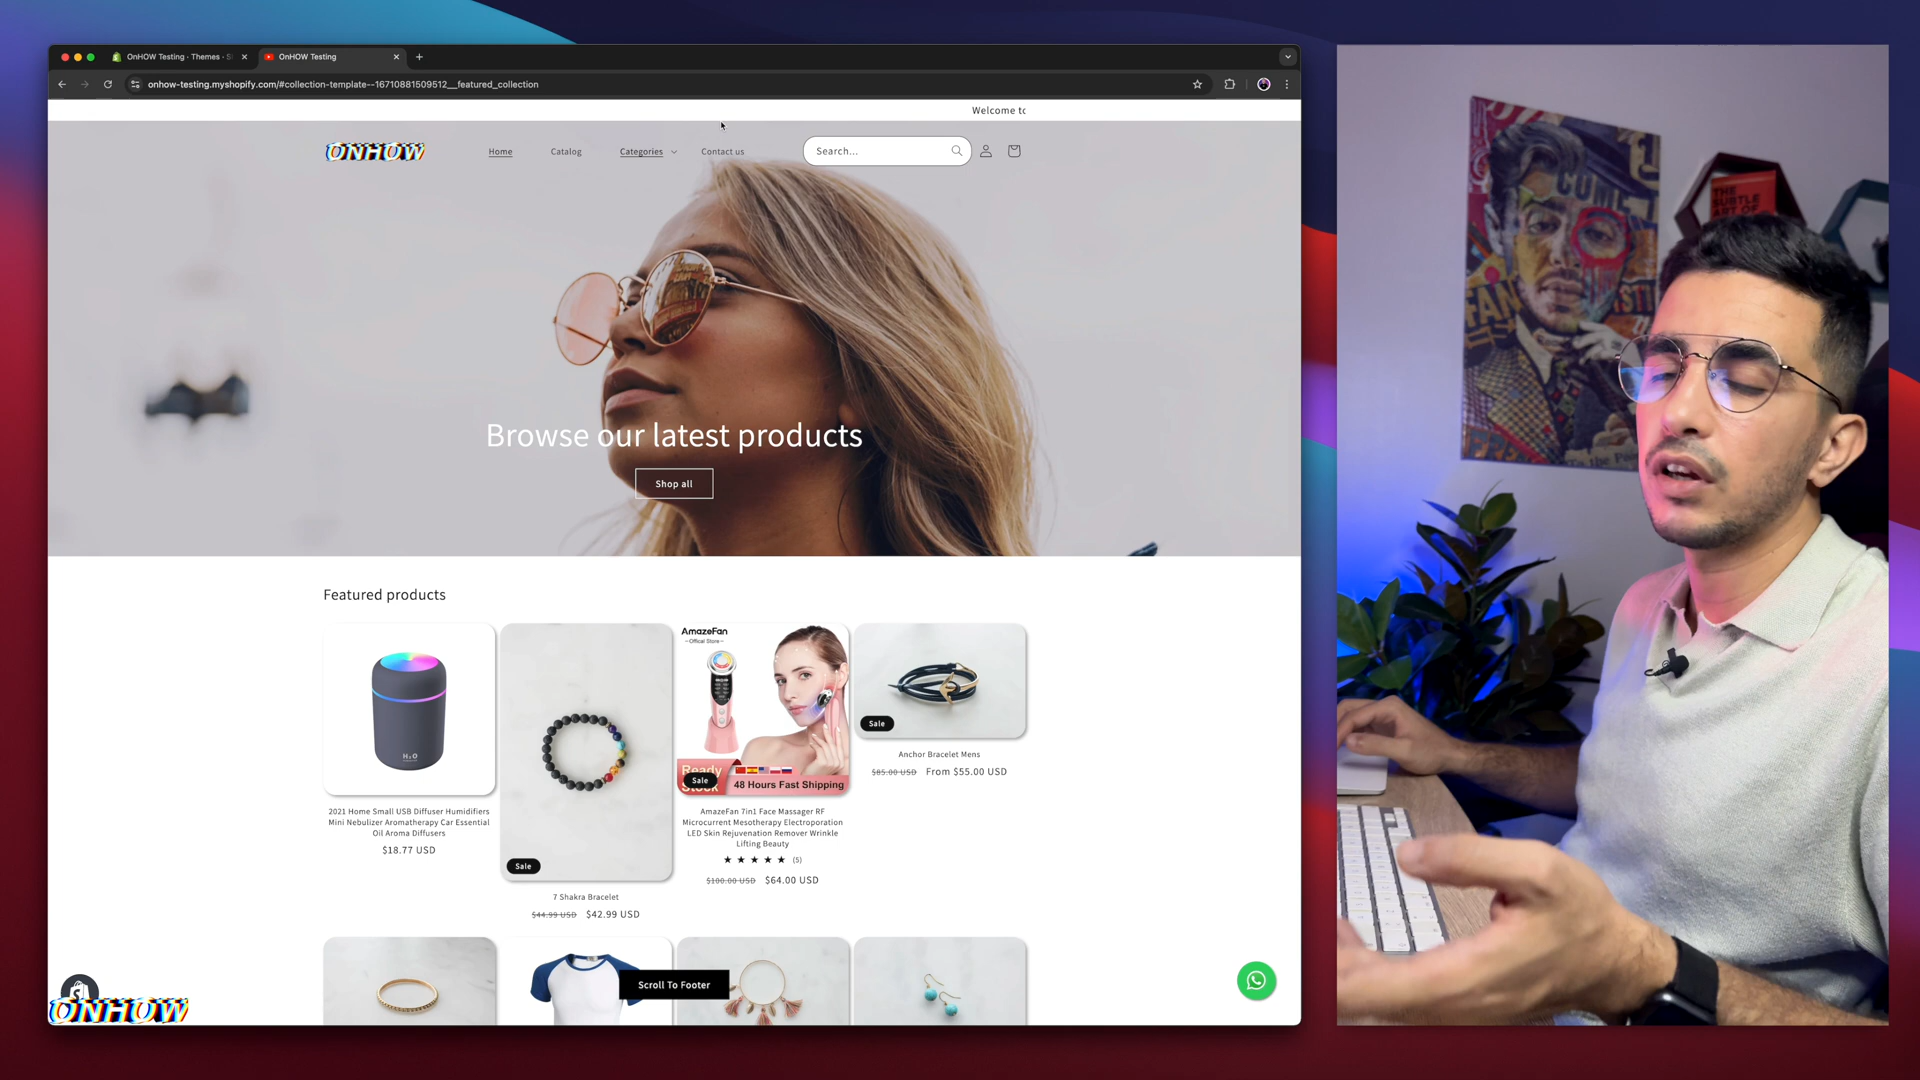 OnHOW Testing · Themes · S
OnHOW Testing
onhow-testing.myshopify.com/#collection-template--16710881509512__featured_collection
Welcome to
ONHOW
Home
Catalog
Categories
Contact us
Search...
Browse our latest products
Shop all
Featured products
H2O
2021 Home Small USB Diffuser Humidifiers
Mini Nebulizer Aromatherapy Car Essential
Oil Aroma Diffusers
$18.77 USD
Sale
7 Shakra Bracelet
$44.99 USD $42.99 USD
AmazeFan
Offical Store
Ready
Sale
48 Hours Fast Shipping
AmazeFan 7in1 Face Massager RF
Microcurrent Mesotherapy Electroporation
LED Skin Rejuvenation Remover Wrinkle
Lifting Beauty
(5)
$100.00 USD $64.00 USD
Sale
Anchor Bracelet Mens
$85.00 USD From $55.00 USD
Scroll To Footer
ONHOW
THE
SUBTLE
ART OF